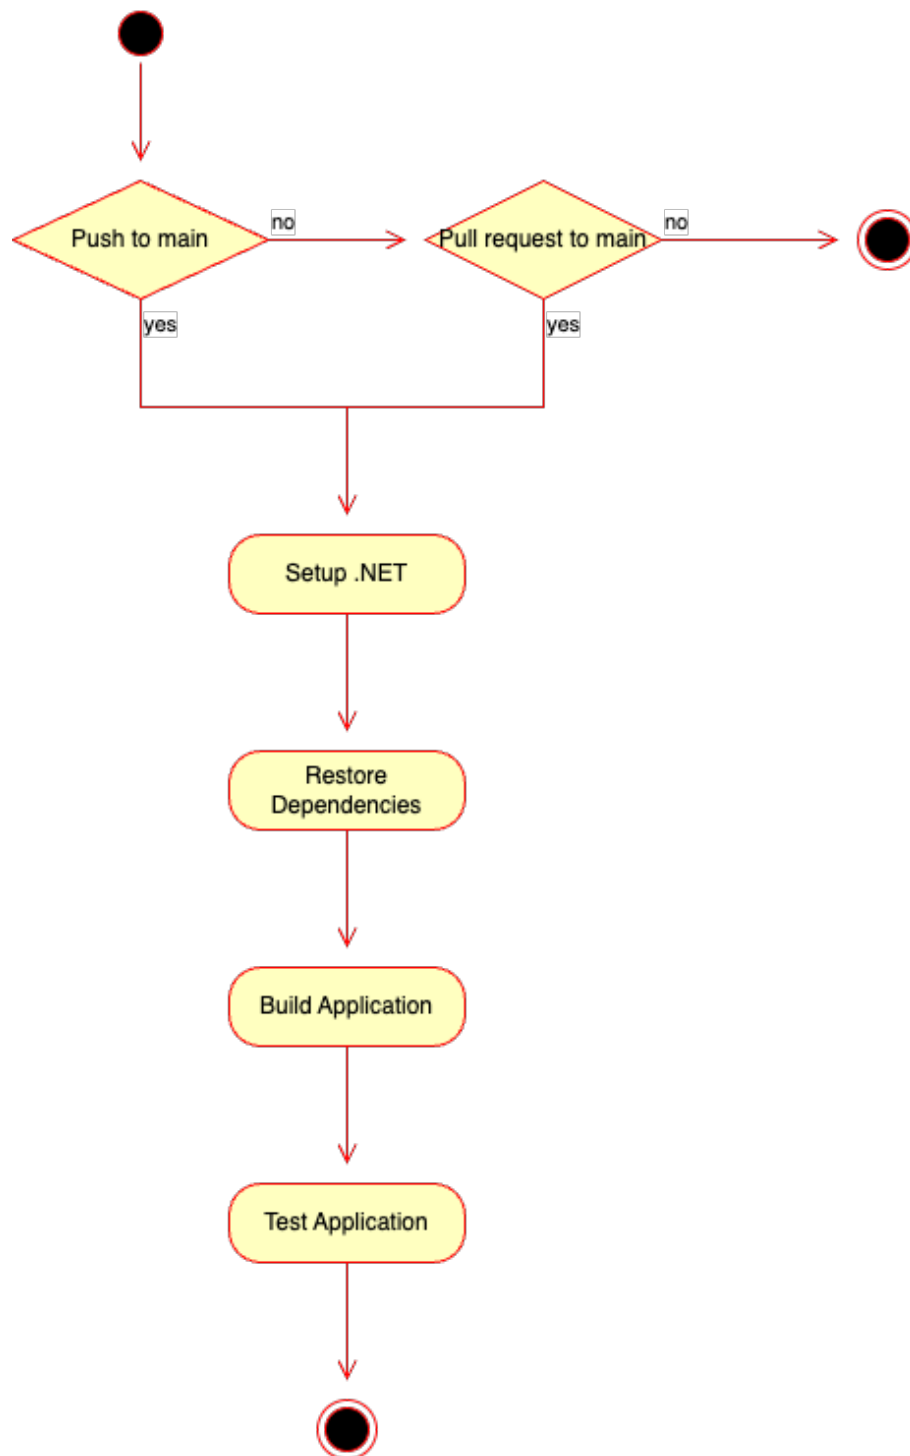 Push to main
no
Pull request to main
no
yes
yes
Setup .NET
Restore
Dependencies
Build Application
Test Application